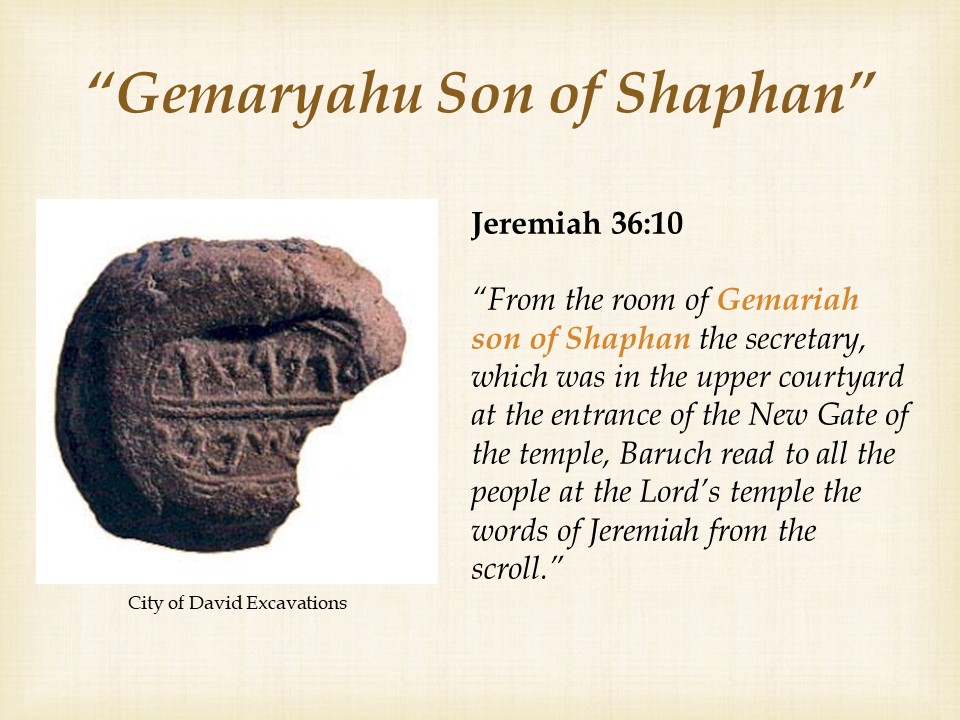 “Gemaryahu Son of Shaphan”
Jeremiah 36:10
“From the room of Gemariah
son of Shaphan the secretary,
which was in the upper courtyard
at the entrance of the New Gate of
the temple, Baruch read to all the
people at the Lord’s temple the
words of Jeremiah from the
scroll.”
City of David Excavations